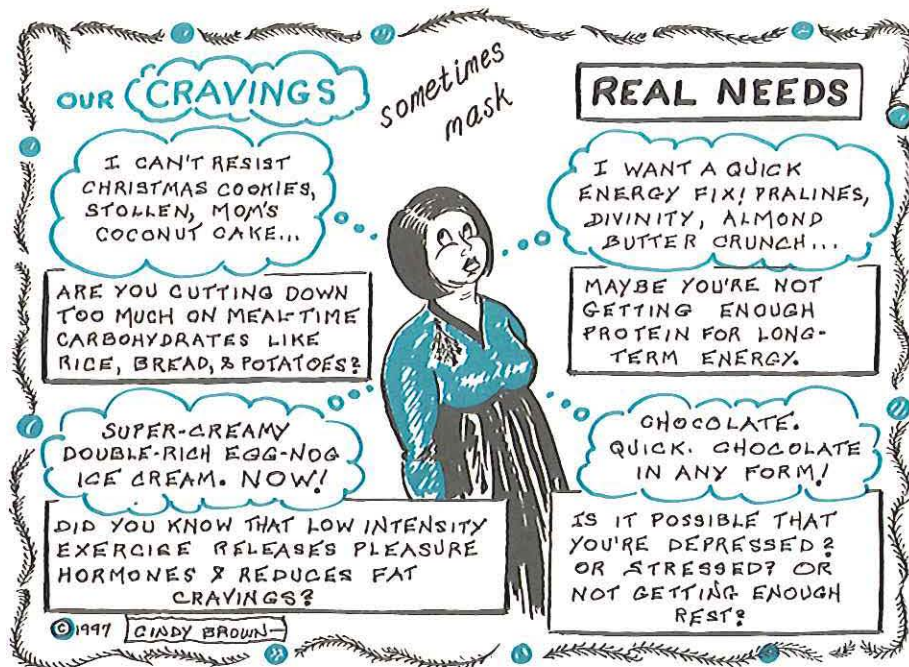 OUR CRAVINGS
sometimes
mask
REAL NEEDS
I CAN'T RESIST
CHRISTMAS COOKIES,
STOLLEN, MOM'S
COCONUT CAKE...
ARE YOU CUTTING DOWN
TOO MUCH ON MEAL-TIME
CARBOHYDRATES LIKE
RICE, BREAD, & POTATOES?
I WANT A QUICK
ENERGY FIX! PRALINES,
DIVINITY, ALMOND
BUTTER CRUNCH...
MAYBE YOU'RE NOT
GETTING ENOUGH
PROTEIN FOR LONG-
TERM ENERGY.
SUPER-CREAMY
DOUBLE-RICH EGG-NOG
ICE CREAM. NOW!
DID YOU KNOW THAT LOW INTENSITY
EXERCISE RELEASES PLEASURE
HORMONES & REDUCES FAT
CRAVINGS?
CHOCOLATE.
QUICK. CHOCOLATE
IN ANY FORM!
IS IT POSSIBLE THAT
YOU'RE DEPRESSED?
OR STRESSED? OR
NOT GETTING ENOUGH
REST?
©1997 CINDY BROWN